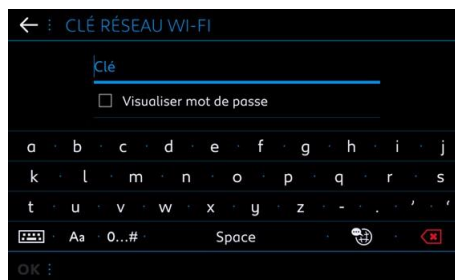 CLÉ RÉSEAU WI-FI
Clé
Visualiser mot de passe
a b c d e f g h i j
k l m n o p q r s
t u v w x y z - . ' ‘
Aa 0...# Space
OK